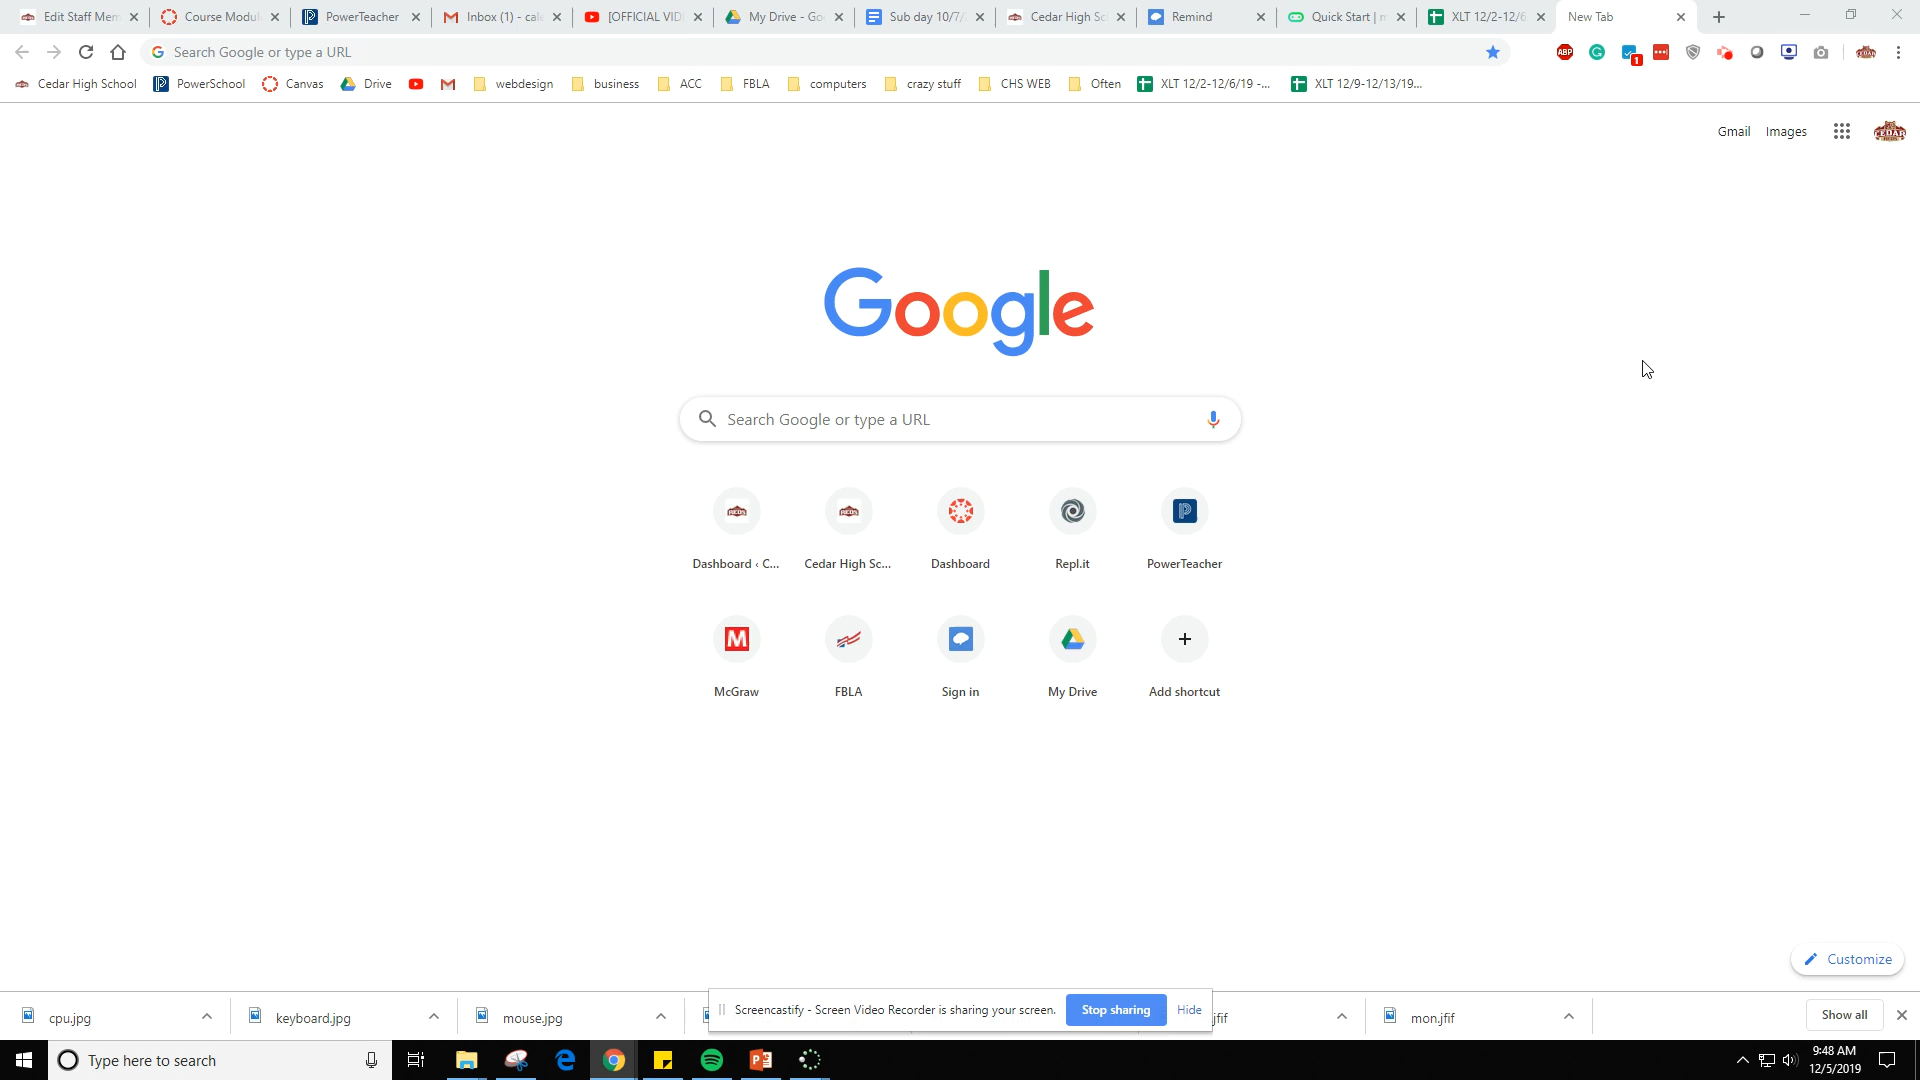 Edit Staff Mem
Course Modul
PowerTeacher
Inbox (1) - cal
[OFFICIAL VID
My Drive - Go
Sub day 10/7/
Cedar High Sc
Remind
Quick Start | m
XLT 12/2-12/6
New Tab
Search Google or type a URL
ABP
1
Cedar High School
PowerSchool
Canvas
Drive
webdesign
business
ACC
FBLA
computers
crazy stuff
CHS WEB
Often
XLT 12/2-12/6/19 -...
XLT 12/9-12/13/19...
Gmail
Images
CEDAR
Google
Search Google or type a URL
REDS
REDS
Dashboard ‹ C...
Cedar High Sc...
Dashboard
Repl.it
PowerTeacher
McGraw
FBLA
Sign in
My Drive
Add shortcut
Customize
cpu.jpg
keyboard.jpg
mouse.jpg
Screencastify - Screen Video Recorder is sharing your screen.
Stop sharing
Hide
jfif
mon.jfif
Show all
Type here to search
9:48 AM
12/5/2019